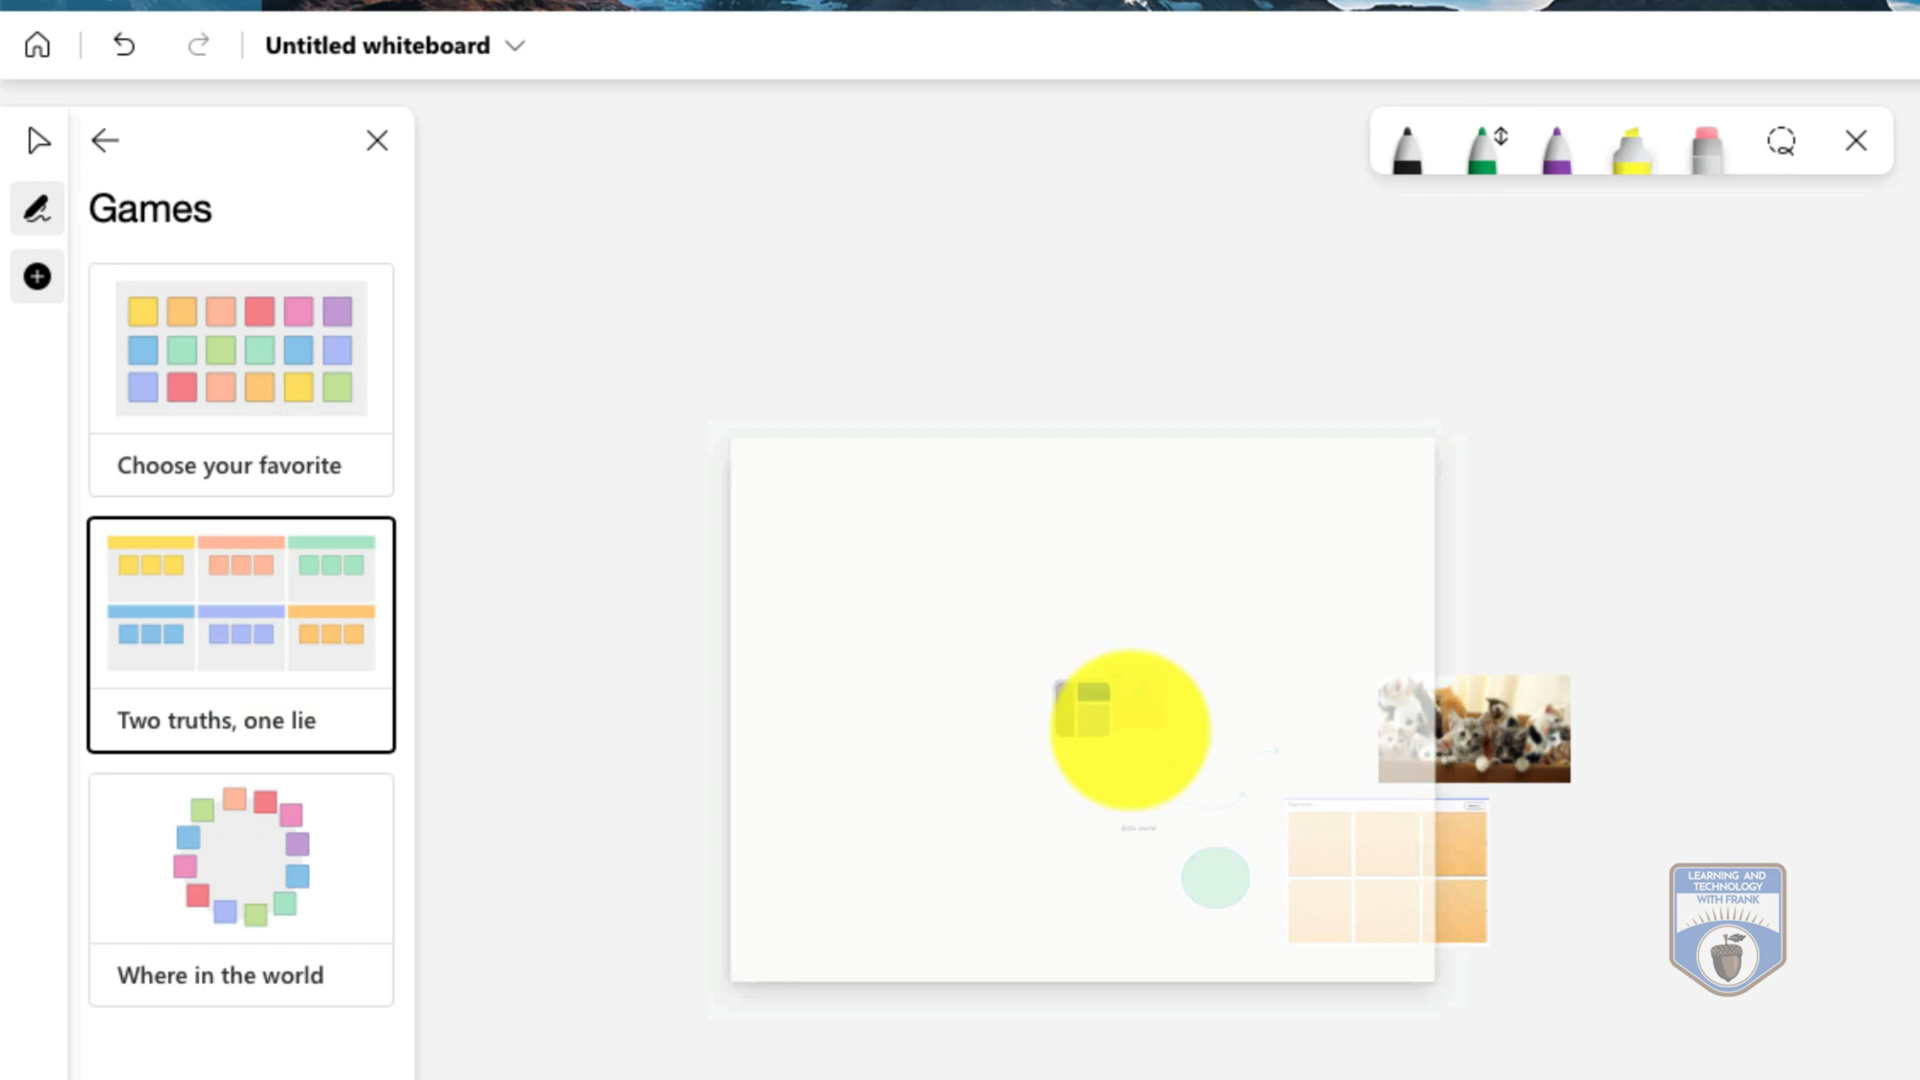 Untitled whiteboard
Games
Choose your favorite
Two truths, one lie
Where in the world
LEARNING AND
TECHNOLOGY
WITH FRANK